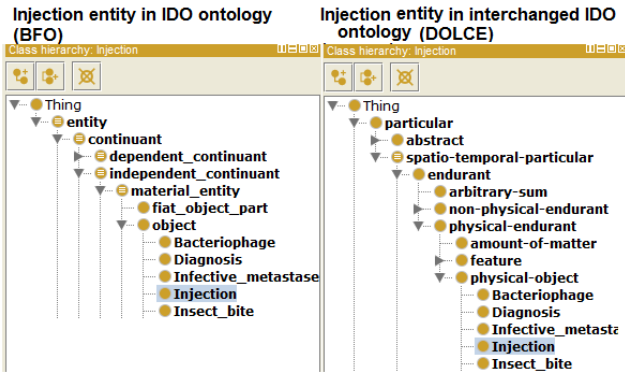 Injection entity in IDO ontology
(BFO)
Class hierarchy: Injection
Thing
entity
continuant
dependent_continuant
independent_continuant
material_entity
fiat_object_part
object
Bacteriophage
Diagnosis
Infective_metastase
Injection
Insect_bite
Injection entity in interchanged IDO
ontology (DOLCE)
Class hierarchy: Injection
Thing
particular
abstract
spatio-temporal-particular
endurant
arbitrary-sum
non-physical-endurant
physical-endurant
amount-of-matter
feature
physical-object
Bacteriophage
Diagnosis
Infective_metasta
Injection
Insect_bite